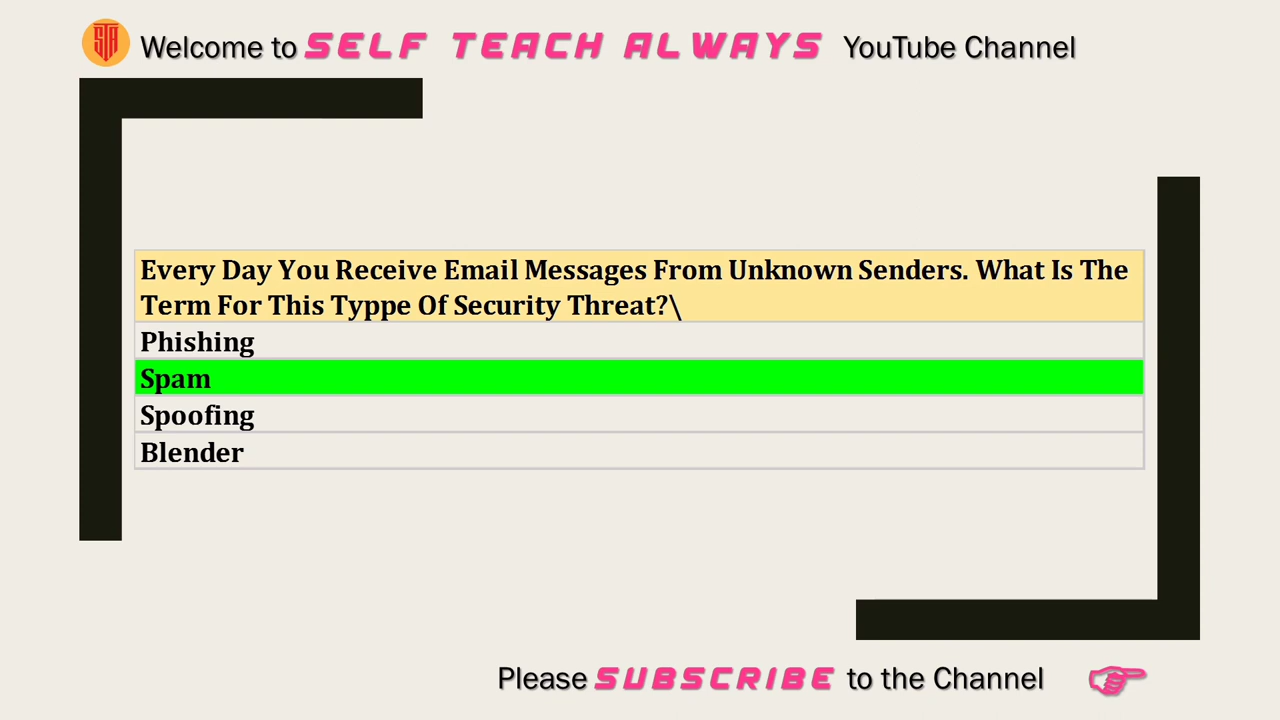 STA
Welcome to SELF TEACH ALWAYS YouTube Channel
Every Day You Receive Email Messages From Unknown Senders. What Is The
Term For This Typpe Of Security Threat?\
Phishing
Spam
Spoofing
Blender
Please SUBSCRIBE to the Channel